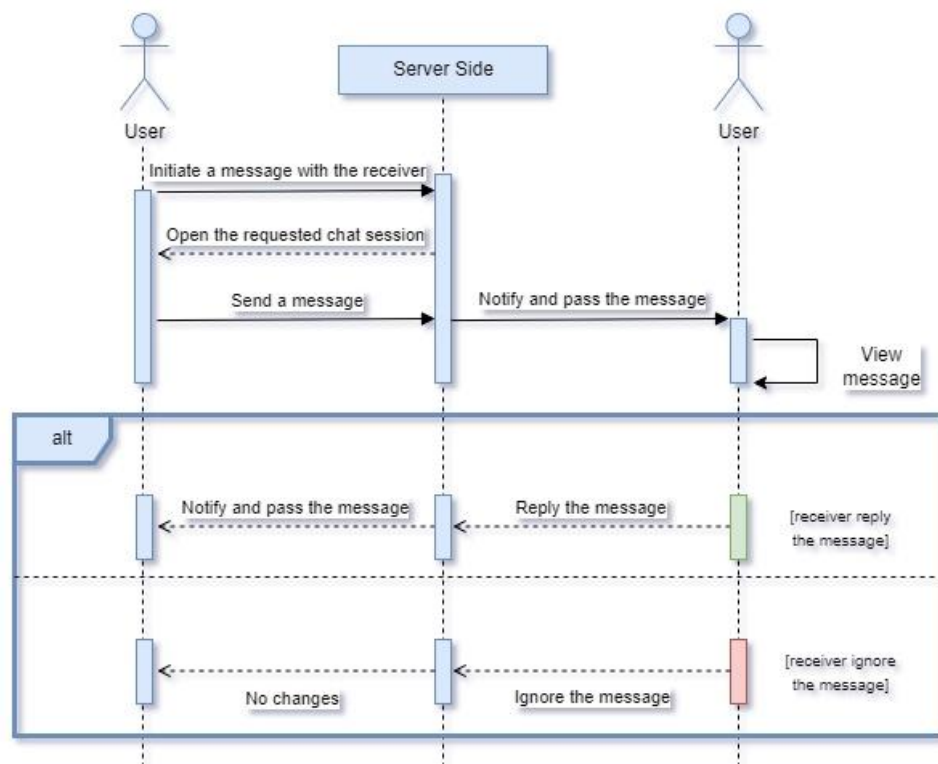 Server Side
User
User
Initiate a message with the receiver
Open the requested chat session
Send a message
Notify and pass the message
View
message
alt
Notify and pass the message
Reply the message
[receiver reply
the message]
No changes
Ignore the message
[receiver ignore
the message]